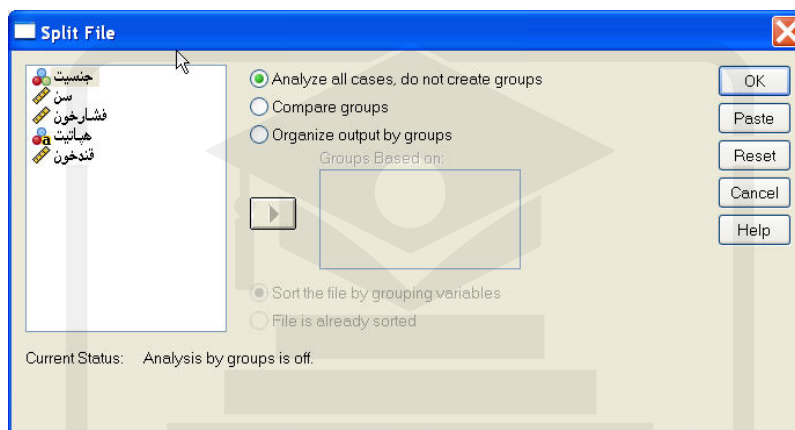 Split File
جنسیت
سن
فشارخون
هپاتیت
قندخون
Analyze all cases, do not create groups
Compare groups
Organize output by groups
Groups Based on:
Sort the file by grouping variables
File is already sorted
OK
Paste
Reset
Cancel
Help
Current Status: Analysis by groups is off.